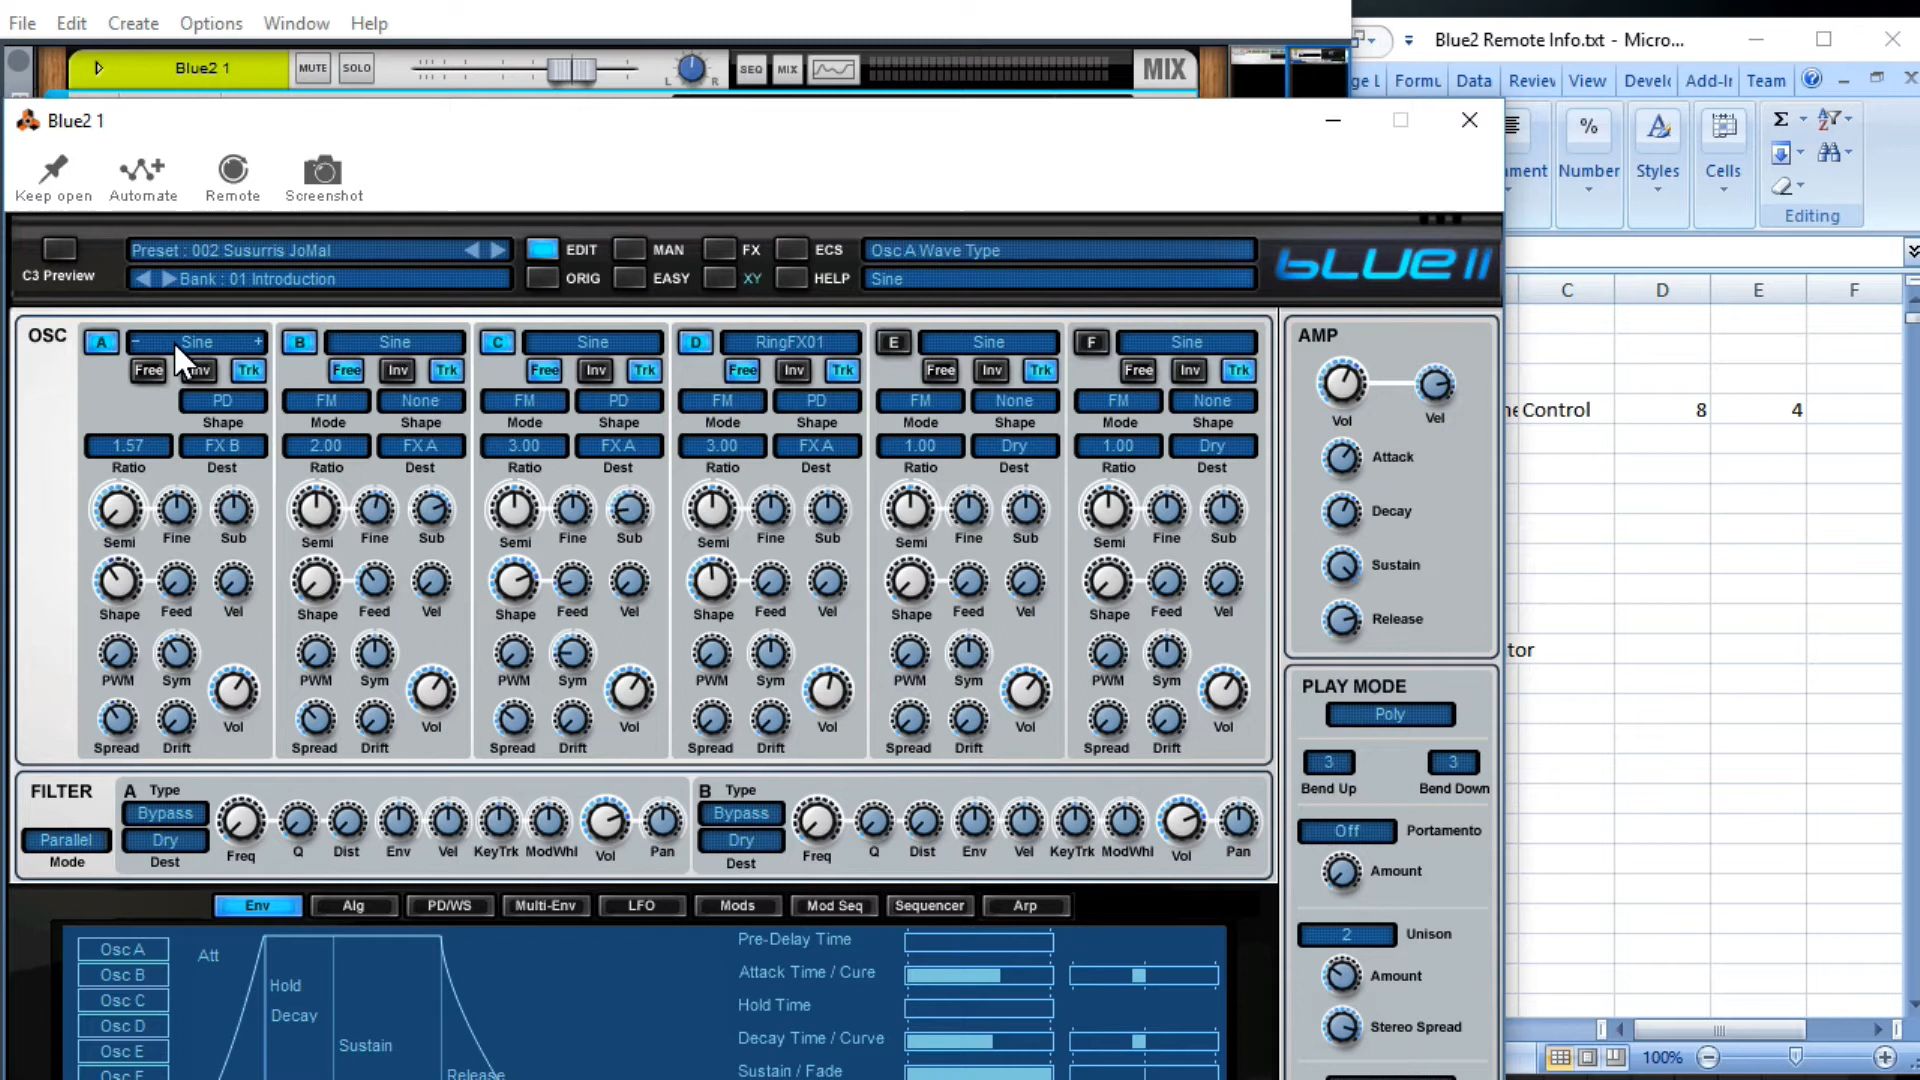 File Edit Create Options Window Help
Blue2 Remote Info.txt - Micro...
Blue2 1 MUTE SOLO L R SEQ MIX MIX
ge L Formu Data Review View Develo Add-In Team
Blue2 1
Keep open Automate Remote Screenshot
nment Number Styles Cells
Editing
C3 Preview
Preset : 002 Susurris JoMal EDIT MAN FX ECS Osc A Wave Type
Bank : 01 Introduction ORIG EASY XY HELP Sine
BLUE II
C D E F
OSC A - Sine + B Sine C Sine D RingFX01 E Sine F Sine
Free Inv Trk Free Inv Trk Free Inv Trk Free Inv Trk Free Inv Trk Free Inv Trk
PD FM None FM PD FM PD FM None FM None
Shape Mode Shape Mode Shape Mode Shape Mode Shape Mode Shape
1.57 FX B 2.00 FX A 3.00 FX A 3.00 FX A 1.00 Dry 1.00 Dry
Ratio Dest Ratio Dest Ratio Dest Ratio Dest Ratio Dest Ratio Dest
Semi Fine Sub Semi Fine Sub Semi Fine Sub Semi Fine Sub Semi Fine Sub Semi Fine Sub
Shape Feed Vel Shape Feed Vel Shape Feed Vel Shape Feed Vel Shape Feed Vel Shape Feed Vel
PWM Sym PWM Sym PWM Sym PWM Sym PWM Sym PWM Sym
Vol Vol Vol Vol Vol Vol
Spread Drift Spread Drift Spread Drift Spread Drift Spread Drift Spread Drift
AMP
Vol Vel
Attack
Decay
Sustain
Release
Control 8 4
tor
PLAY MODE
Poly
3 3
Bend Up Bend Down
Off Portamento
Amount
2 Unison
Amount
Stereo Spread
FILTER A Type B Type
Bypass Bypass
Parallel Dry Dry
Mode Dest Freq Q Dist Env Vel KeyTrk ModWhl Vol Pan Dest Freq Q Dist Env Vel KeyTrk ModWhl Vol Pan
Env Alg PD/WS Multi-Env LFO Mods Mod Seq Sequencer Arp
Osc A
Osc B
Osc C
Osc D
Osc E
Osc F
Att
Hold
Decay
Sustain
Release
Pre-Delay Time
Attack Time / Cure
Hold Time
Decay Time / Curve
Sustain / Fade
100%